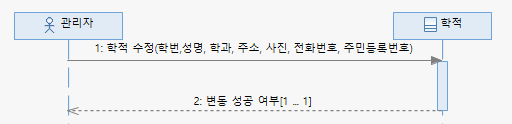 관리자
학적
1: 학적 수정(학번,성명, 학과, 주소, 사진, 전화번호, 주민등록번호)
2: 변동 성공 여부[1 ... 1]